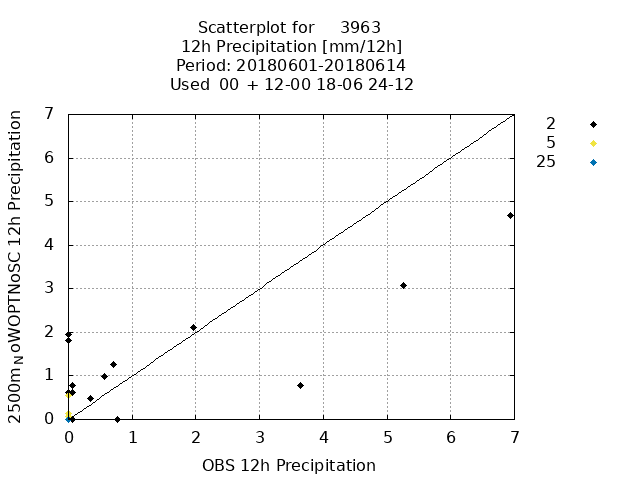 Scatterplot for 3963
12h Precipitation [mm/12h]
Period: 20180601-20180614
Used 00 + 12-00 18-06 24-12
2500m_NoWOPTNoSC 12h Precipitation
7
6
5
4
3
2
1
0
0 1 2 3 4 5 6 7
OBS 12h Precipitation
2
5
25